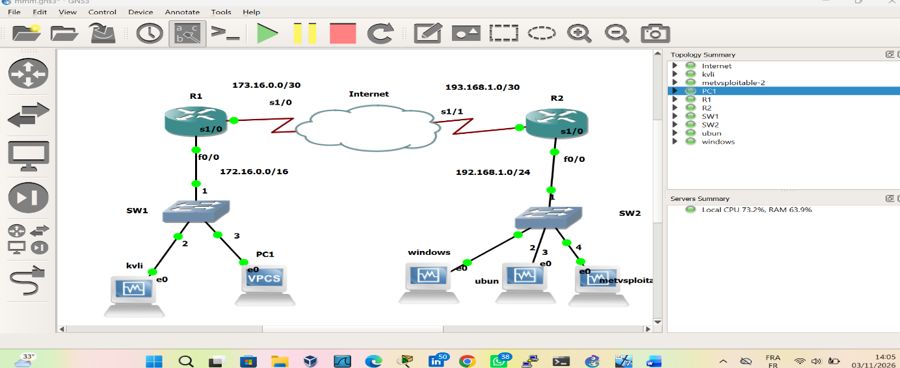 mmm.gns3* - GNS3
File Edit View Control Device Annotate Tools Help
173.16.0.0/30
193.168.1.0/30
Internet
R1
s1/0
s1/1
R2
s1/0
s1/0
f0/0
f0/0
172.16.0.0/16
192.168.1.0/24
1
1
SW1
SW2
2
3
PC1
kvli
e0
e0
VPCS
windows
e0
2
3
4
ubun
e0
e0
metvsploita
Topology Summary
Internet
kvli
metvsploitable-2
PC1
R1
R2
SW1
SW2
ubun
windows
Servers Summary
Local CPU 73.2%, RAM 63.9%
33°
50
38
FRA
FR
14:05
03/11/2026